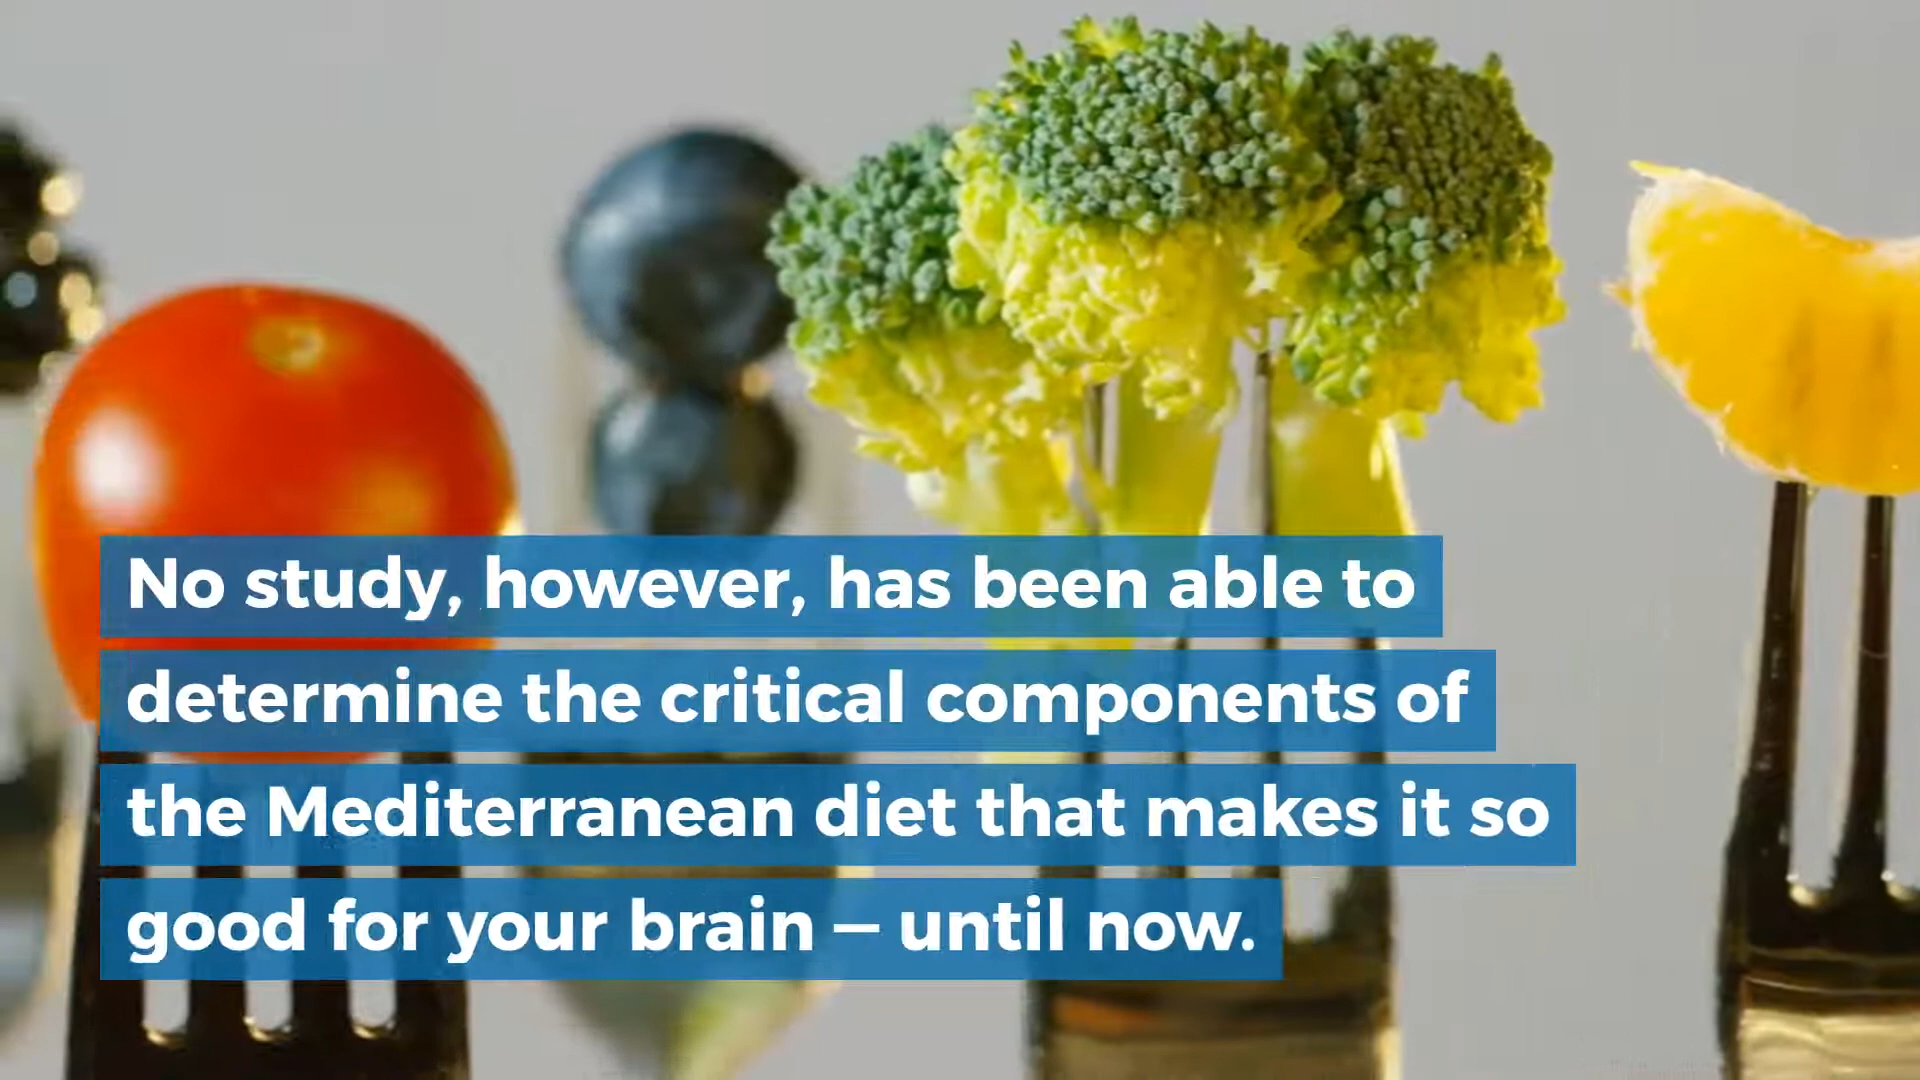 No study, however, has been able to
determine the critical components of
the Mediterranean diet that makes it so
good for your brain — until now.